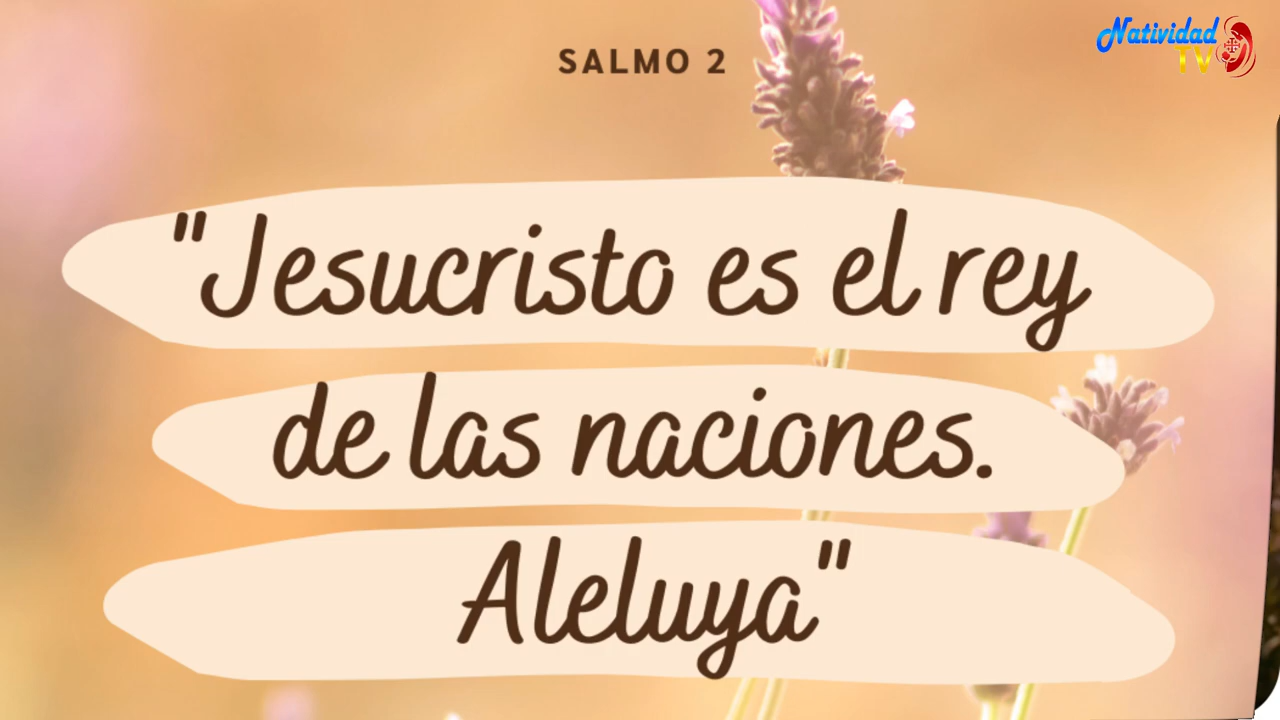 Natividad
TV
SALMO 2
"Jesucristo es el rey
de las naciones.
Aleluya"